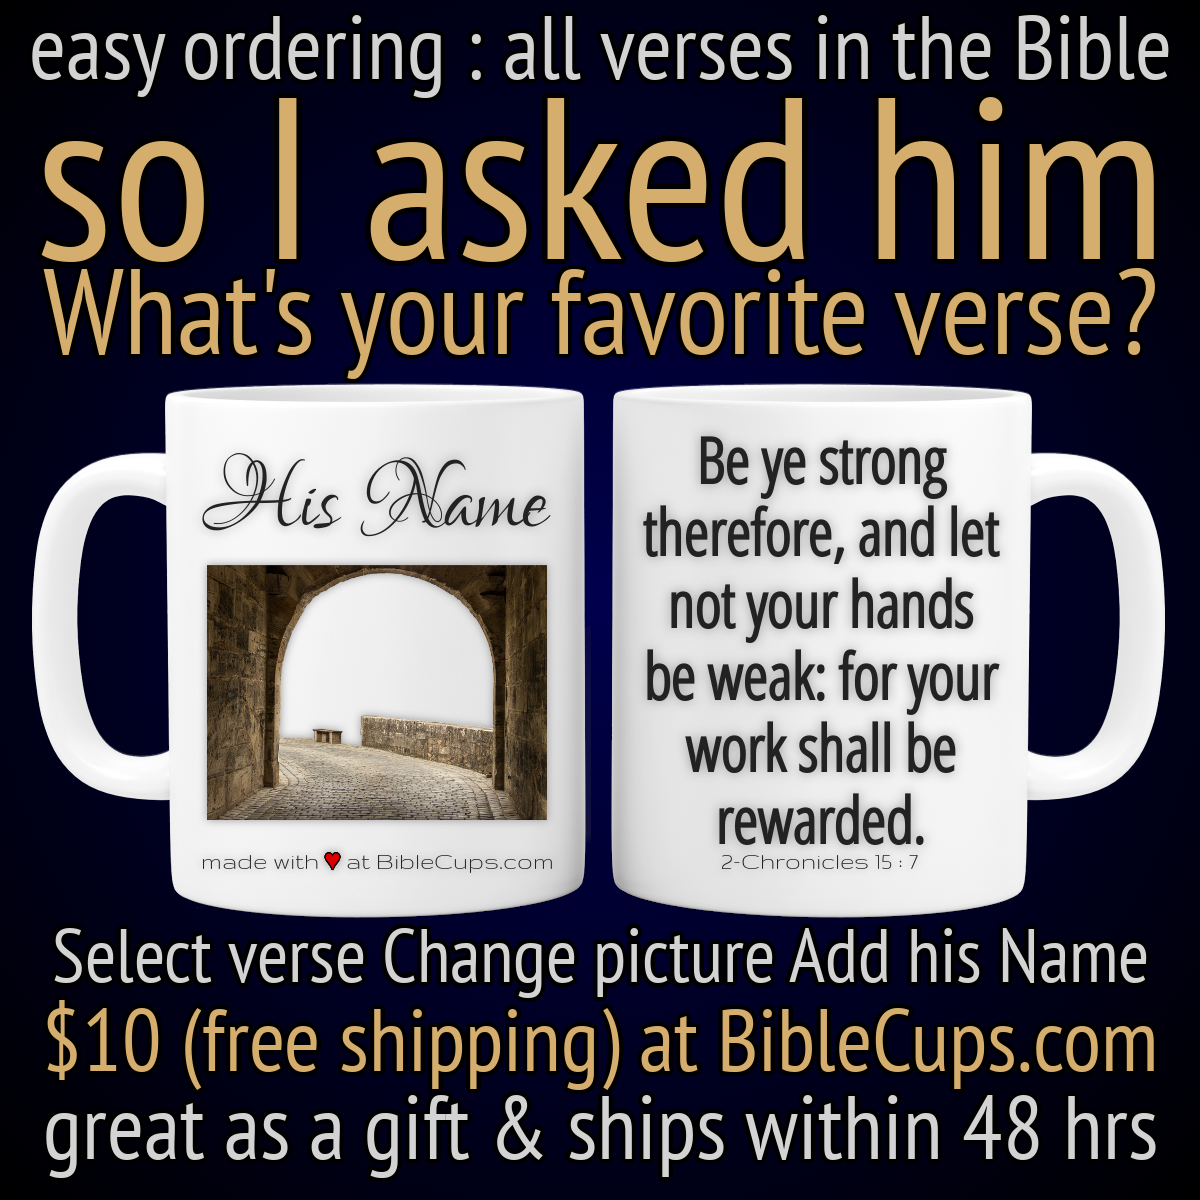 easy ordering : all verses in the Bible
so I asked him
What's your favorite verse?
His Name
made with ♥ at BibleCups.com
Be ye strong
therefore, and let
not your hands
be weak: for your
work shall be
rewarded.
2-Chronicles 15 : 7
Select verse Change picture Add his Name
$10 (free shipping) at BibleCups.com
great as a gift & ships within 48 hrs